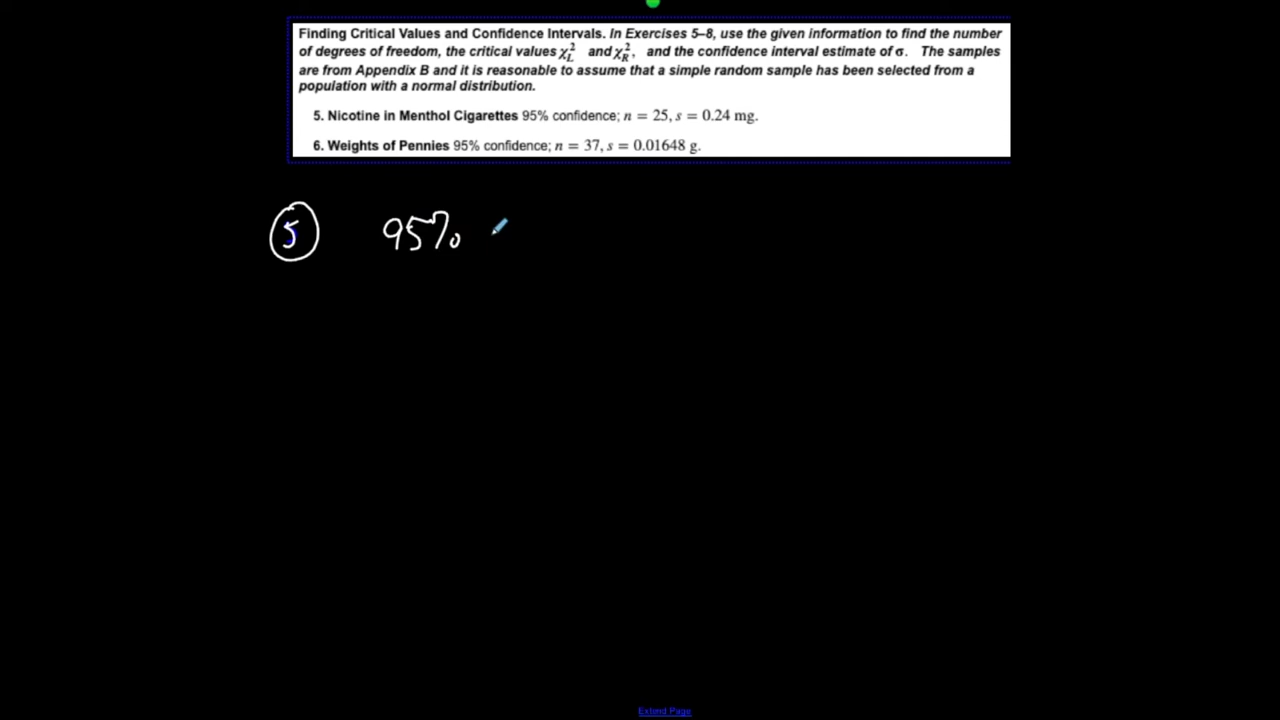 Finding Critical Values and Confidence Intervals. In Exercises 5–8, use the given information to find the number
of degrees of freedom, the critical values χ²L and χ²R, and the confidence interval estimate of σ. The samples
are from Appendix B and it is reasonable to assume that a simple random sample has been selected from a
population with a normal distribution.
5. Nicotine in Menthol Cigarettes 95% confidence; n = 25, s = 0.24 mg.
6. Weights of Pennies 95% confidence; n = 37, s = 0.01648 g.
5 95%
Extend Page